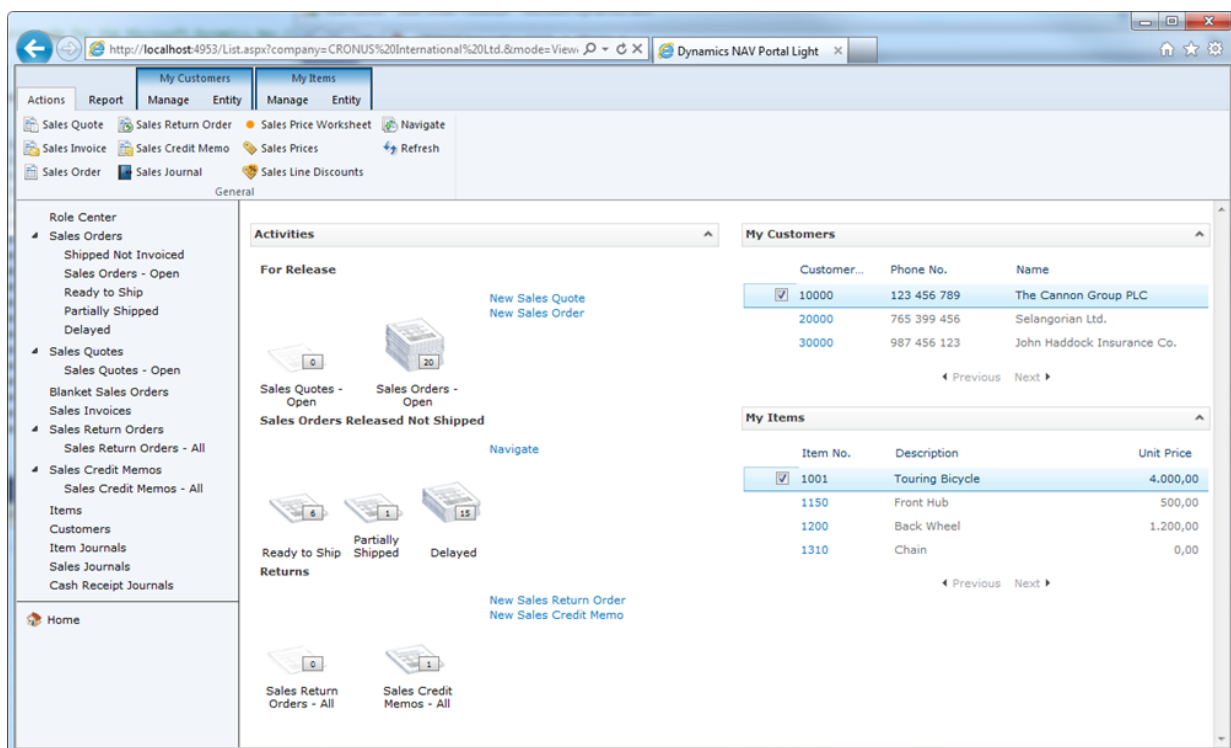 http://localhost:4953/List.aspx?company=CRONUS%20International%20Ltd.&mode=View
Dynamics NAV Portal Light
My Customers My Items
Actions Report Manage Entity Manage Entity
Sales Quote Sales Return Order Sales Price Worksheet Navigate
Sales Invoice Sales Credit Memo Sales Prices Refresh
Sales Order Sales Journal Sales Line Discounts
General
Role Center
Sales Orders
Shipped Not Invoiced
Sales Orders - Open
Ready to Ship
Partially Shipped
Delayed
Sales Quotes
Sales Quotes - Open
Blanket Sales Orders
Sales Invoices
Sales Return Orders
Sales Return Orders - All
Sales Credit Memos
Sales Credit Memos - All
Items
Customers
Item Journals
Sales Journals
Cash Receipt Journals
Home
Activities
For Release
New Sales Quote
New Sales Order
0 20
Sales Quotes - Sales Orders -
Open Open
Sales Orders Released Not Shipped
Navigate
6 1 15
Ready to Ship Partially Shipped Delayed
Returns
New Sales Return Order
New Sales Credit Memo
0 1
Sales Return Sales Credit
Orders - All Memos - All
My Customers
Customer... Phone No. Name
10000 123 456 789 The Cannon Group PLC
20000 765 399 456 Selangorian Ltd.
30000 987 456 123 John Haddock Insurance Co.
Previous Next
My Items
Item No. Description Unit Price
1001 Touring Bicycle 4.000,00
1150 Front Hub 500,00
1200 Back Wheel 1.200,00
1310 Chain 0,00
Previous Next